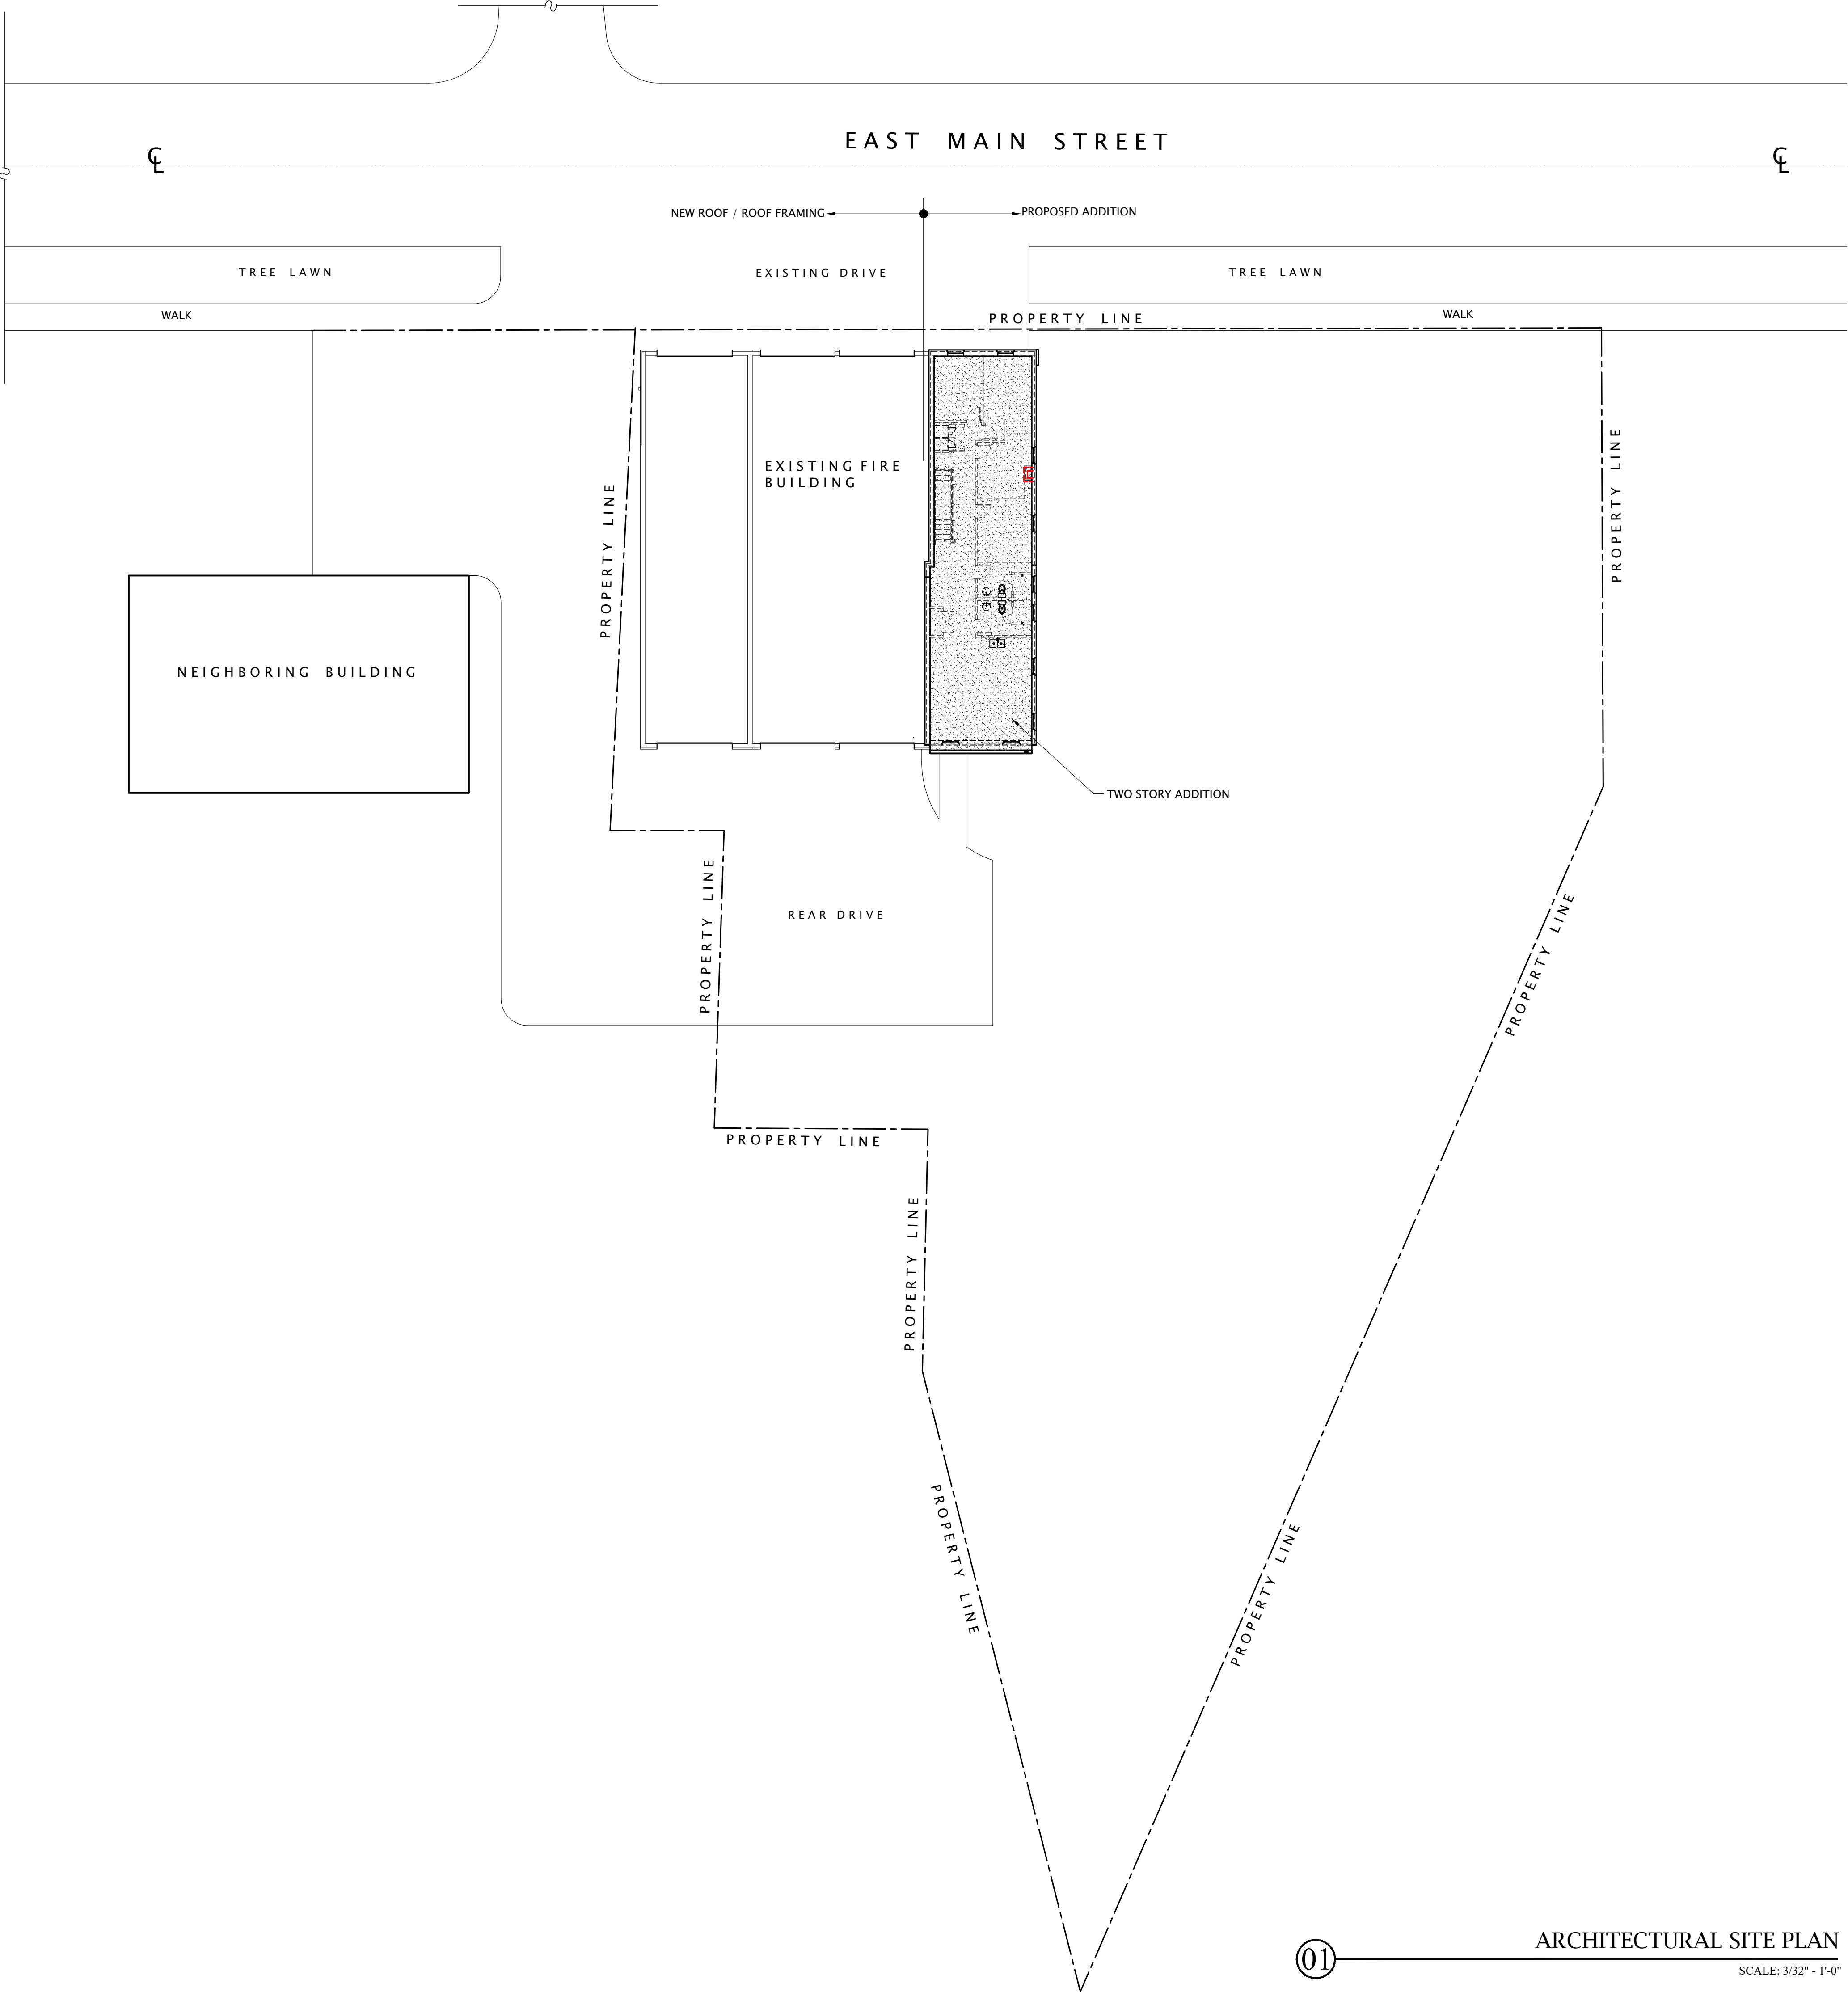 EAST MAIN STREET
℄
℄
NEW ROOF / ROOF FRAMING
PROPOSED ADDITION
TREE LAWN
EXISTING DRIVE
TREE LAWN
WALK
PROPERTY LINE
WALK
EXISTING FIRE
BUILDING
PROPERTY LINE
PROPERTY LINE
NEIGHBORING BUILDING
TWO STORY ADDITION
PROPERTY LINE
REAR DRIVE
PROPERTY LINE
PROPERTY LINE
PROPERTY LINE
PROPERTY LINE
PROPERTY LINE
01
ARCHITECTURAL SITE PLAN
SCALE: 3/32" - 1'-0"